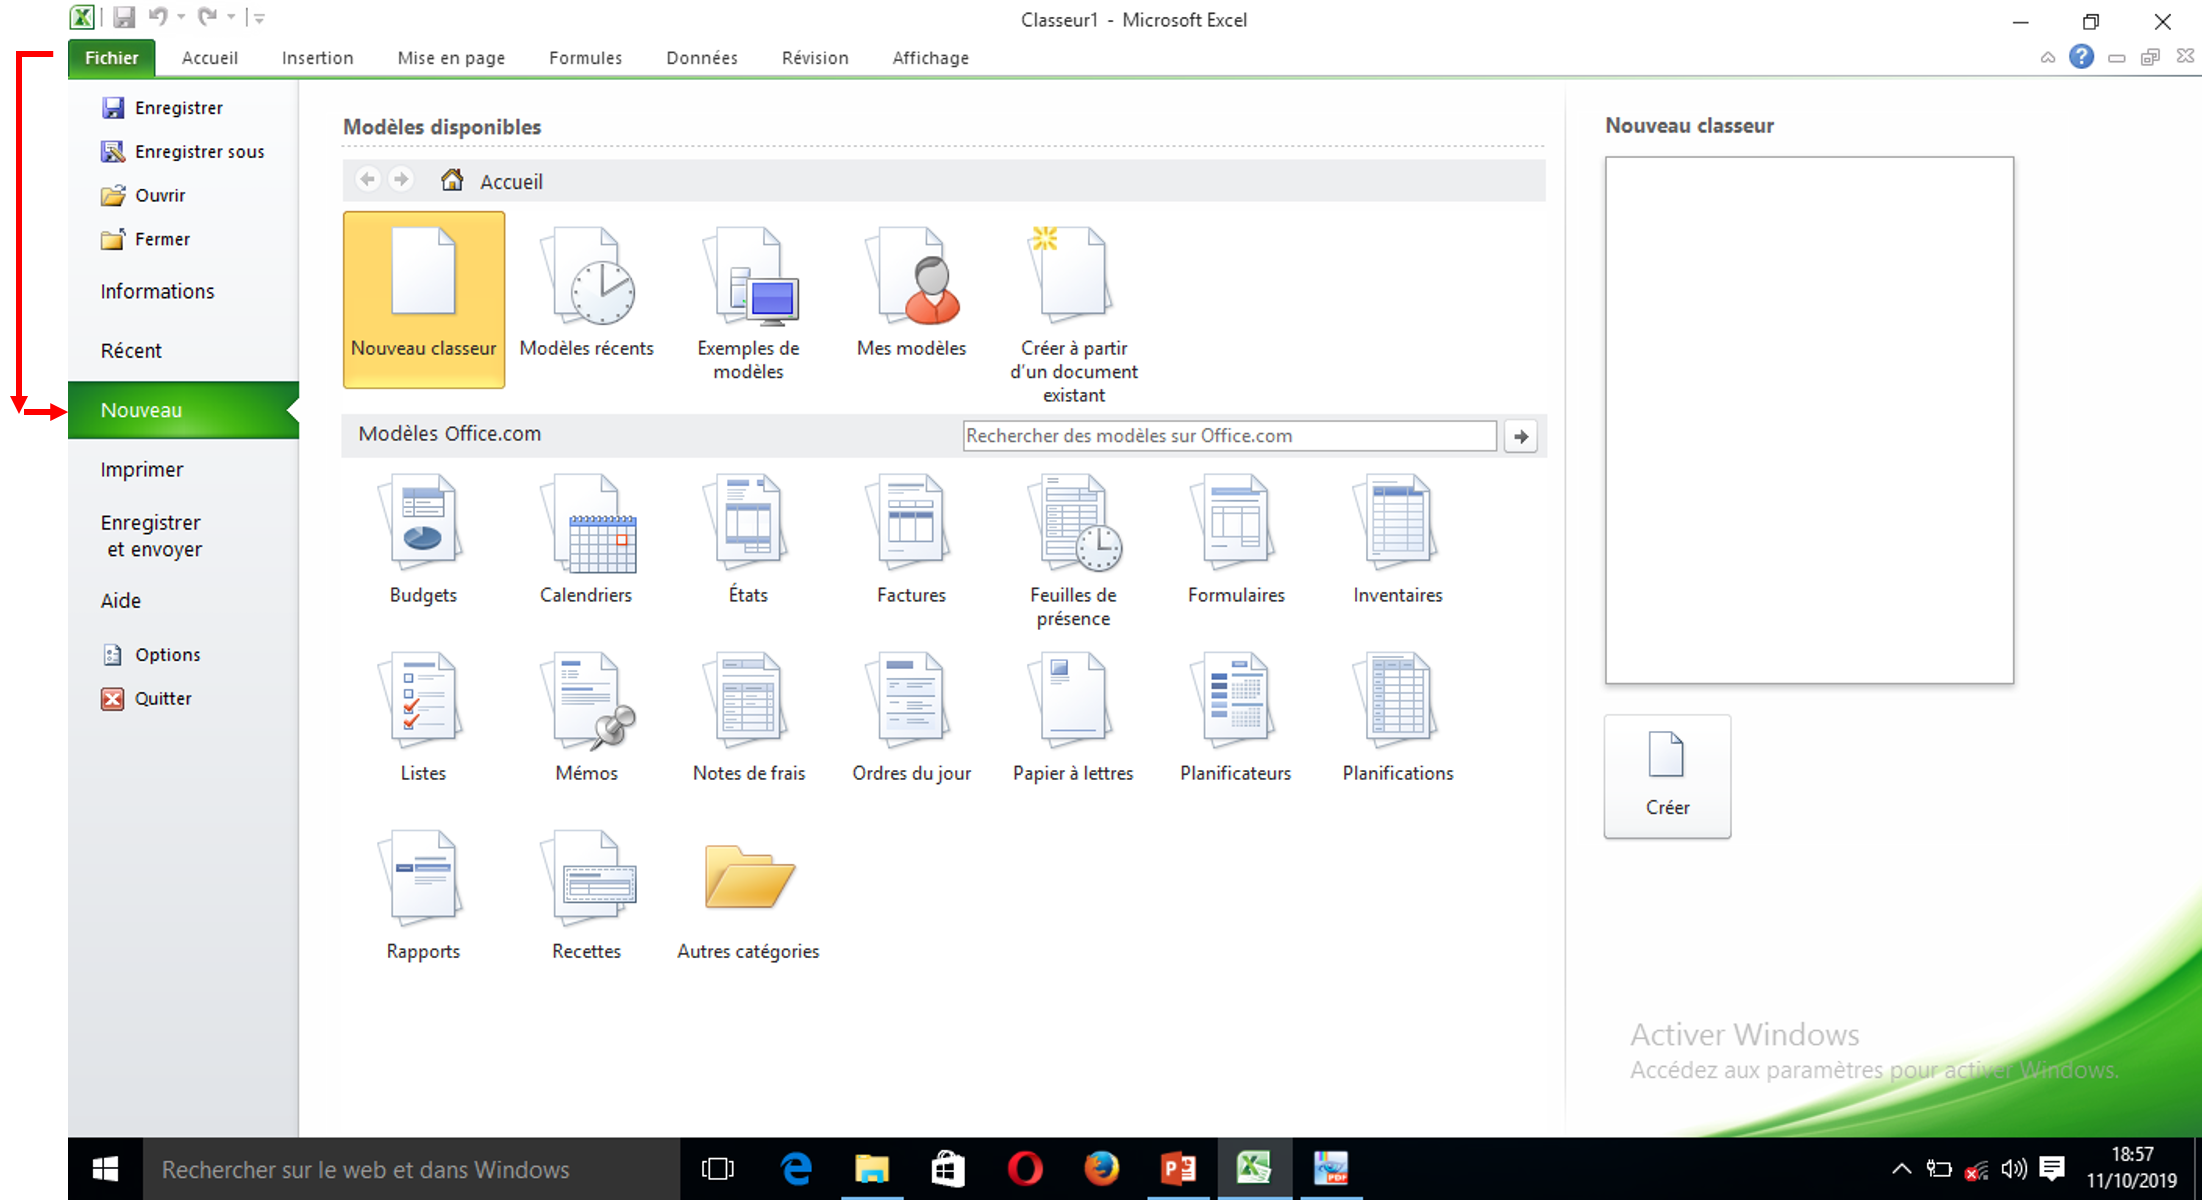 Classeur1 - Microsoft Excel
Fichier Accueil Insertion Mise en page Formules Données Révision Affichage
Enregistrer
Enregistrer sous
Ouvrir
Fermer
Informations
Récent
Nouveau
Imprimer
Enregistrer
et envoyer
Aide
Options
Quitter
Modèles disponibles
Accueil
Nouveau classeur
Modèles récents
Exemples de
modèles
Mes modèles
Créer à partir
d'un document
existant
Modèles Office.com
Rechercher des modèles sur Office.com
Budgets
Calendriers
États
Factures
Feuilles de
présence
Formulaires
Inventaires
Listes
Mémos
Notes de frais
Ordres du jour
Papier à lettres
Planificateurs
Planifications
Rapports
Recettes
Autres catégories
Nouveau classeur
Créer
Activer Windows
Accédez aux paramètres pour activer Windows.
Rechercher sur le web et dans Windows
18:57
11/10/2019